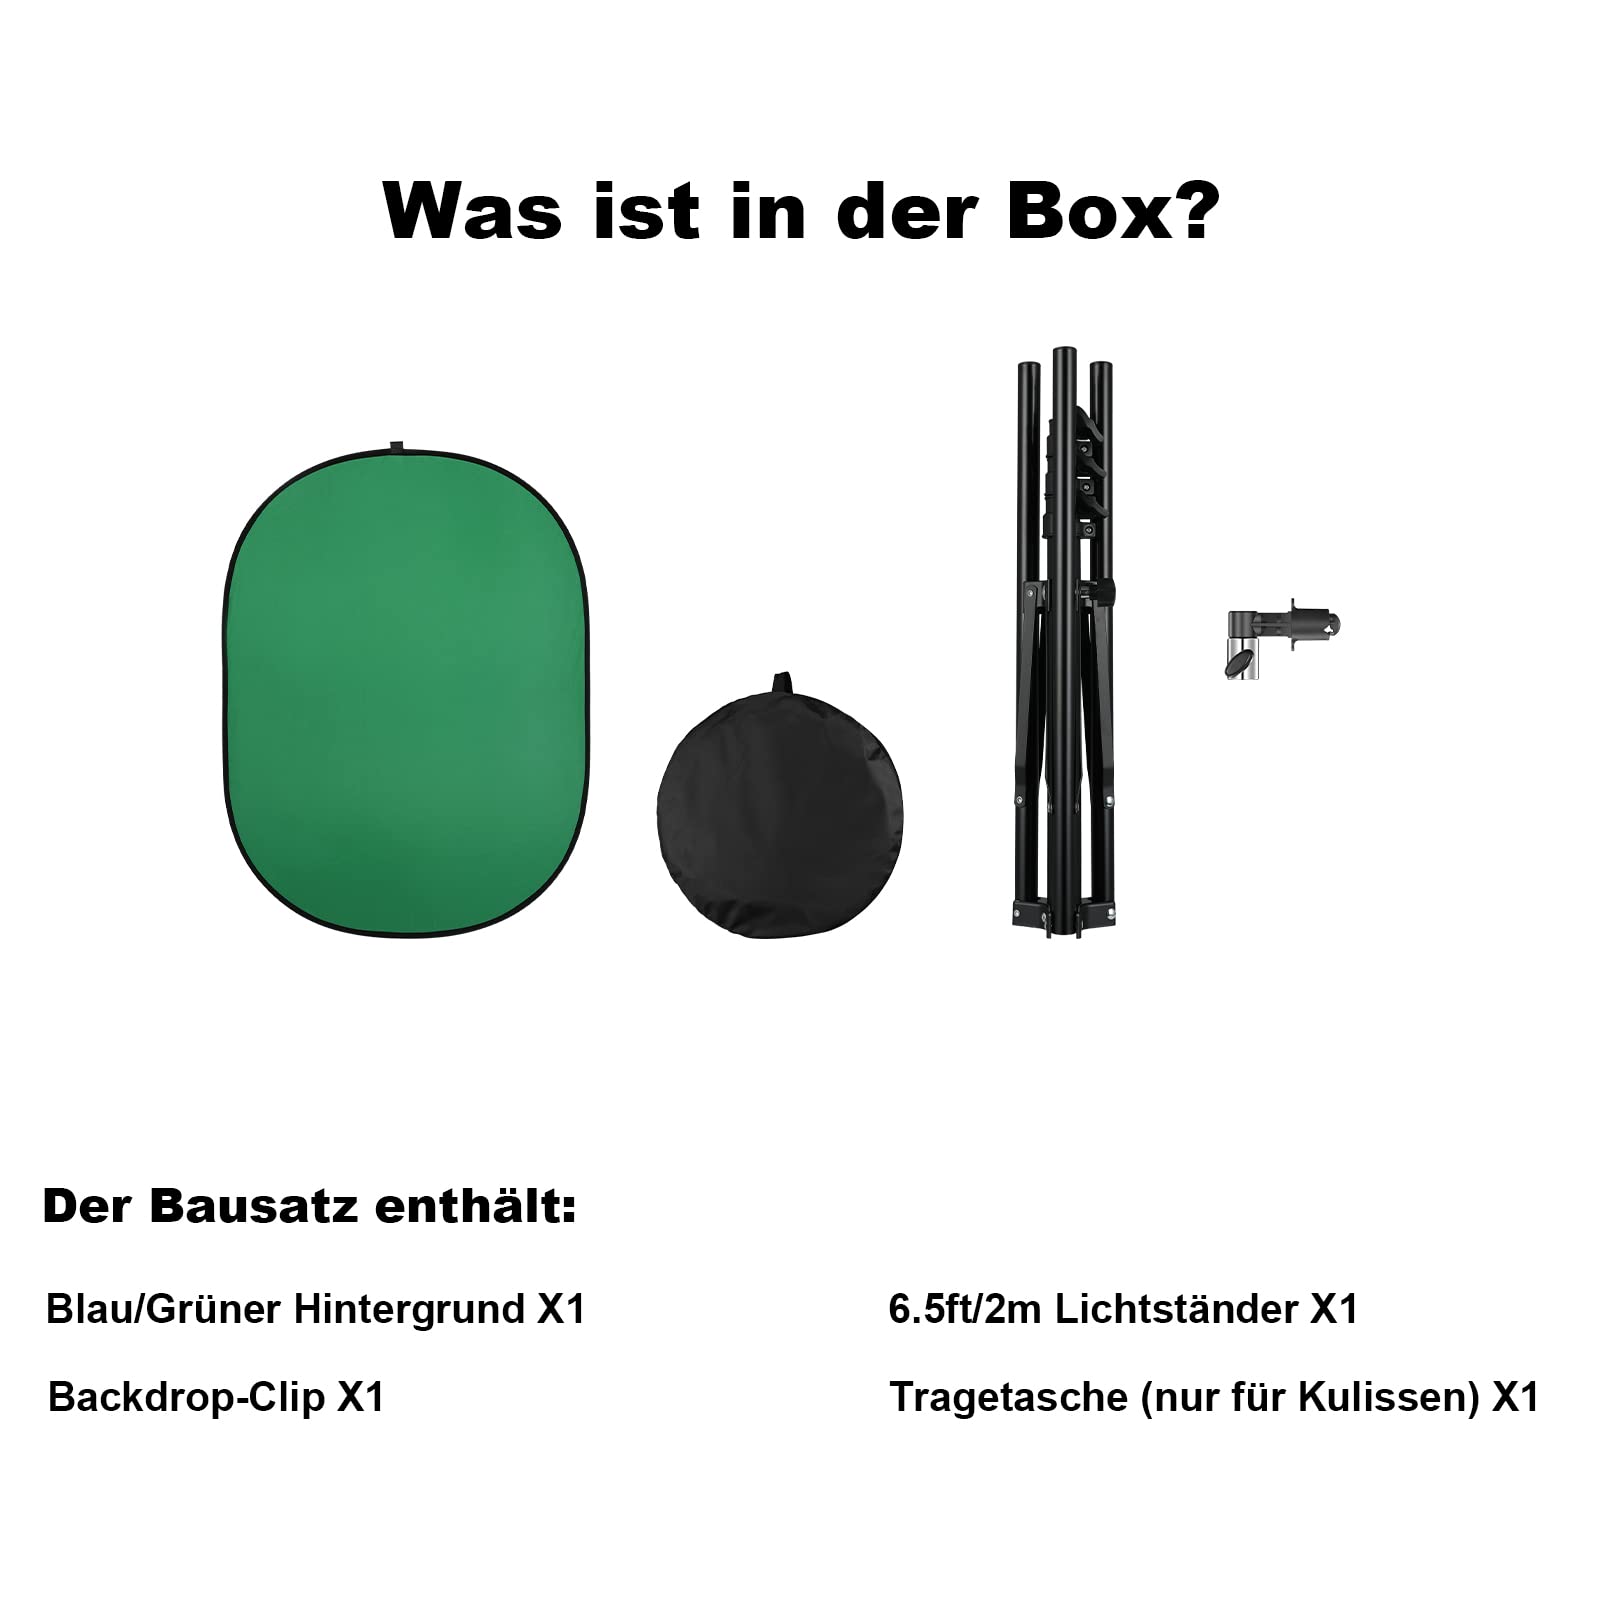 Was ist in der Box?
Der Bausatz enthält:
Blau/Grüner Hintergrund X1
6.5ft/2m Lichtständer X1
Backdrop-Clip X1
Tragetasche (nur für Kulissen) X1